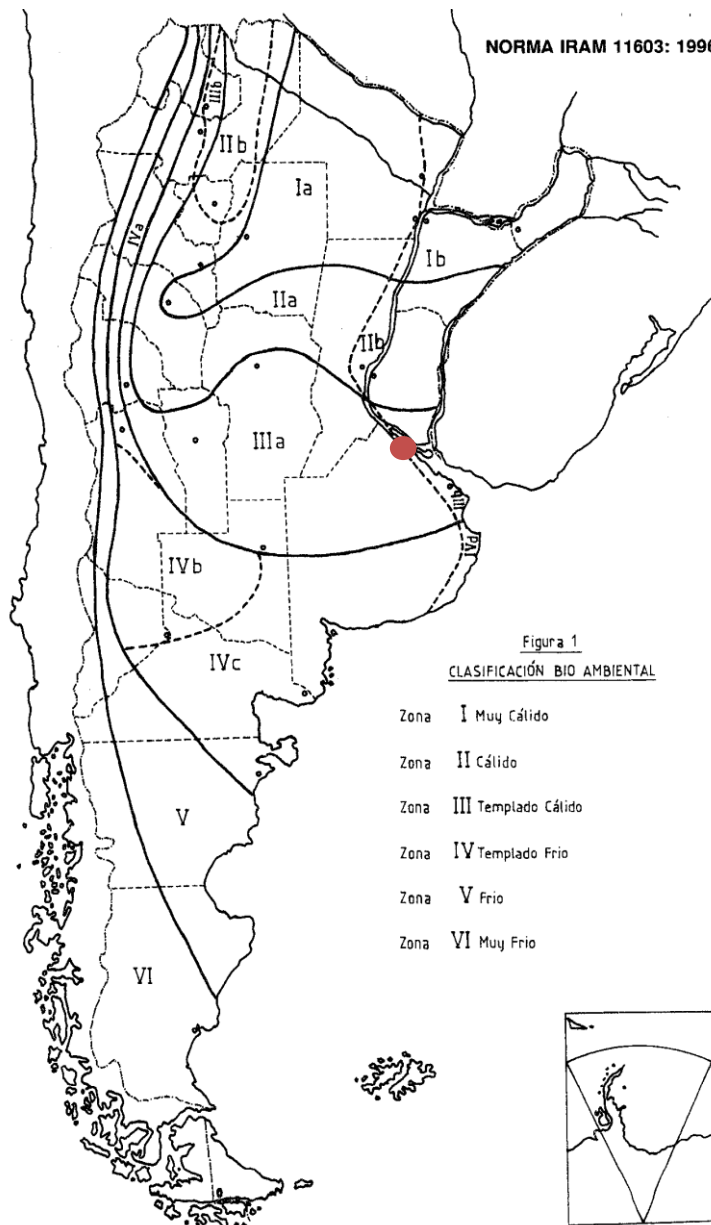 NORMA IRAM 11603: 1996
IIIb
IIb
Ia
IVa
Ib
IIa
IIb
IIIa
IVb
IVd
IVc
Figura 1
CLASIFICACIÓN BIO AMBIENTAL
Zona I Muy Cálido
Zona II Cálido
Zona III Templado Cálido
Zona IV Templado Frio
Zona V Frio
Zona VI Muy Frio
V
VI